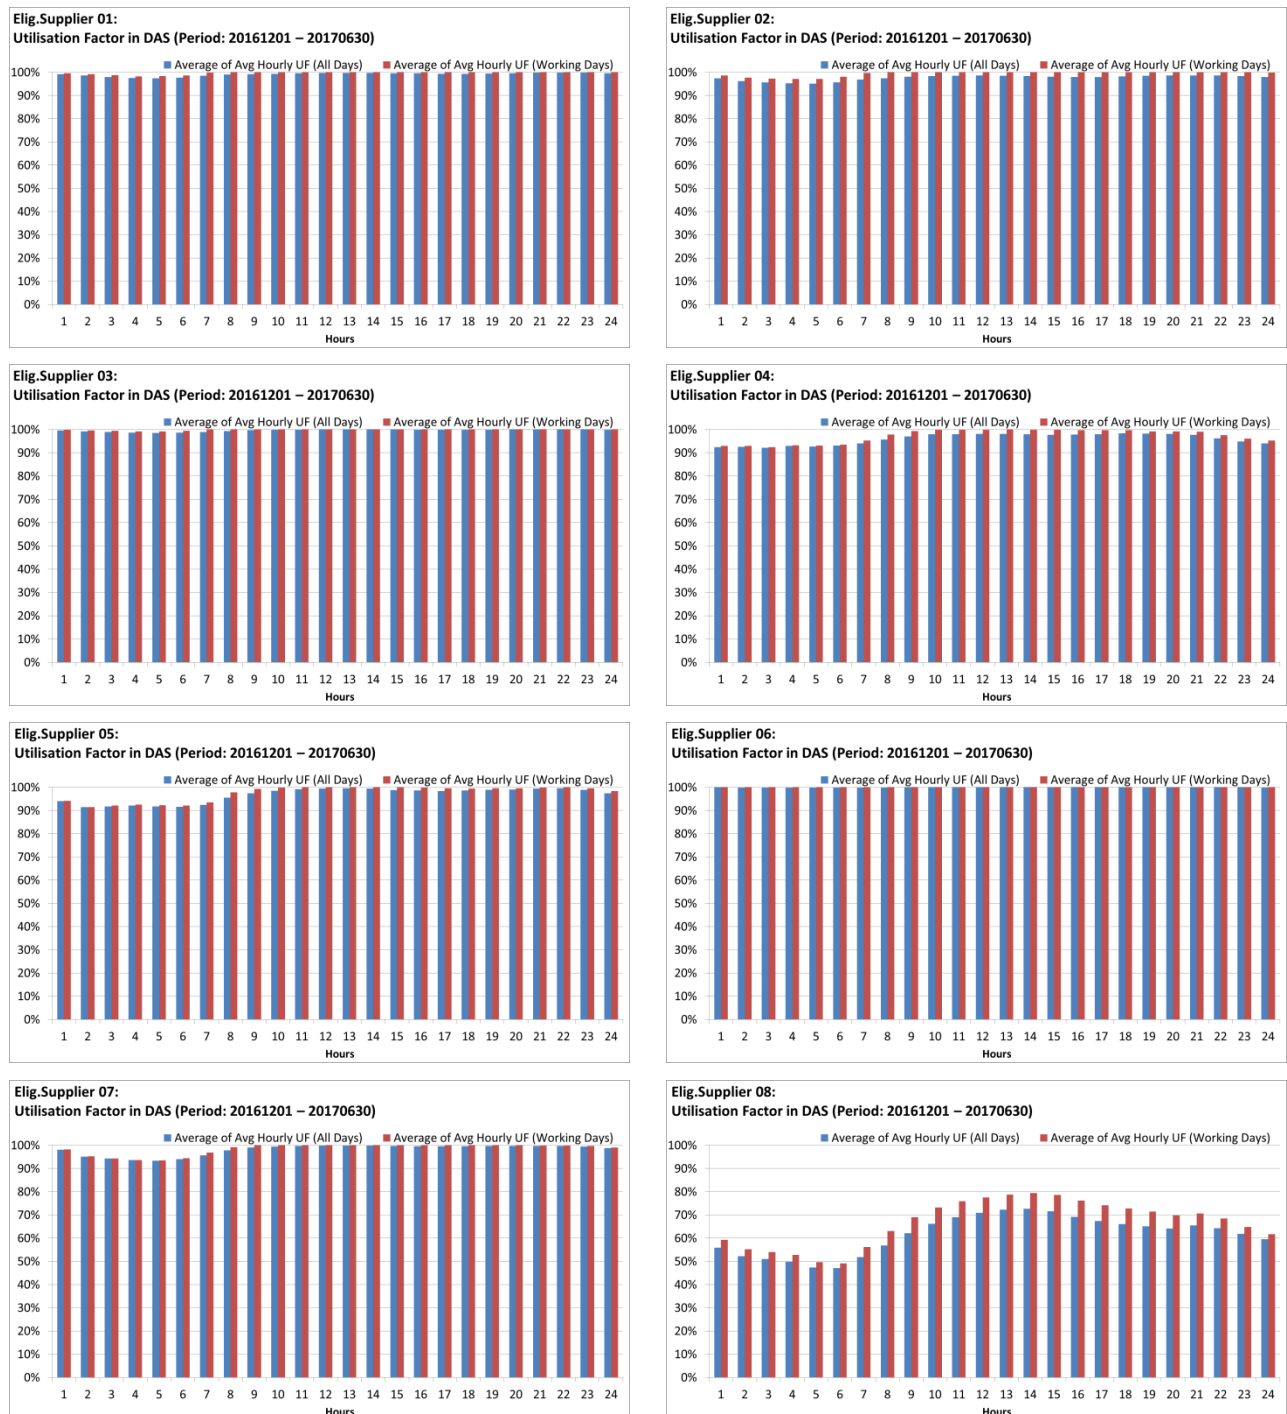 Elig.Supplier 01:
Utilisation Factor in DAS (Period: 20161201 – 20170630)
Average of Avg Hourly UF (All Days) Average of Avg Hourly UF (Working Days)
100%
90%
80%
70%
60%
50%
40%
30%
20%
10%
0%
1 2 3 4 5 6 7 8 9 10 11 12 13 14 15 16 17 18 19 20 21 22 23 24
Hours
Elig.Supplier 02:
Utilisation Factor in DAS (Period: 20161201 – 20170630)
Average of Avg Hourly UF (All Days) Average of Avg Hourly UF (Working Days)
100%
90%
80%
70%
60%
50%
40%
30%
20%
10%
0%
1 2 3 4 5 6 7 8 9 10 11 12 13 14 15 16 17 18 19 20 21 22 23 24
Hours
Elig.Supplier 03:
Utilisation Factor in DAS (Period: 20161201 – 20170630)
Average of Avg Hourly UF (All Days) Average of Avg Hourly UF (Working Days)
100%
90%
80%
70%
60%
50%
40%
30%
20%
10%
0%
1 2 3 4 5 6 7 8 9 10 11 12 13 14 15 16 17 18 19 20 21 22 23 24
Hours
Elig.Supplier 04:
Utilisation Factor in DAS (Period: 20161201 – 20170630)
Average of Avg Hourly UF (All Days) Average of Avg Hourly UF (Working Days)
100%
90%
80%
70%
60%
50%
40%
30%
20%
10%
0%
1 2 3 4 5 6 7 8 9 10 11 12 13 14 15 16 17 18 19 20 21 22 23 24
Hours
Elig.Supplier 05:
Utilisation Factor in DAS (Period: 20161201 – 20170630)
Average of Avg Hourly UF (All Days) Average of Avg Hourly UF (Working Days)
100%
90%
80%
70%
60%
50%
40%
30%
20%
10%
0%
1 2 3 4 5 6 7 8 9 10 11 12 13 14 15 16 17 18 19 20 21 22 23 24
Hours
Elig.Supplier 06:
Utilisation Factor in DAS (Period: 20161201 – 20170630)
Average of Avg Hourly UF (All Days) Average of Avg Hourly UF (Working Days)
100%
90%
80%
70%
60%
50%
40%
30%
20%
10%
0%
1 2 3 4 5 6 7 8 9 10 11 12 13 14 15 16 17 18 19 20 21 22 23 24
Hours
Elig.Supplier 07:
Utilisation Factor in DAS (Period: 20161201 – 20170630)
Average of Avg Hourly UF (All Days) Average of Avg Hourly UF (Working Days)
100%
90%
80%
70%
60%
50%
40%
30%
20%
10%
0%
1 2 3 4 5 6 7 8 9 10 11 12 13 14 15 16 17 18 19 20 21 22 23 24
Hours
Elig.Supplier 08:
Utilisation Factor in DAS (Period: 20161201 – 20170630)
Average of Avg Hourly UF (All Days) Average of Avg Hourly UF (Working Days)
100%
90%
80%
70%
60%
50%
40%
30%
20%
10%
0%
1 2 3 4 5 6 7 8 9 10 11 12 13 14 15 16 17 18 19 20 21 22 23 24
Hours